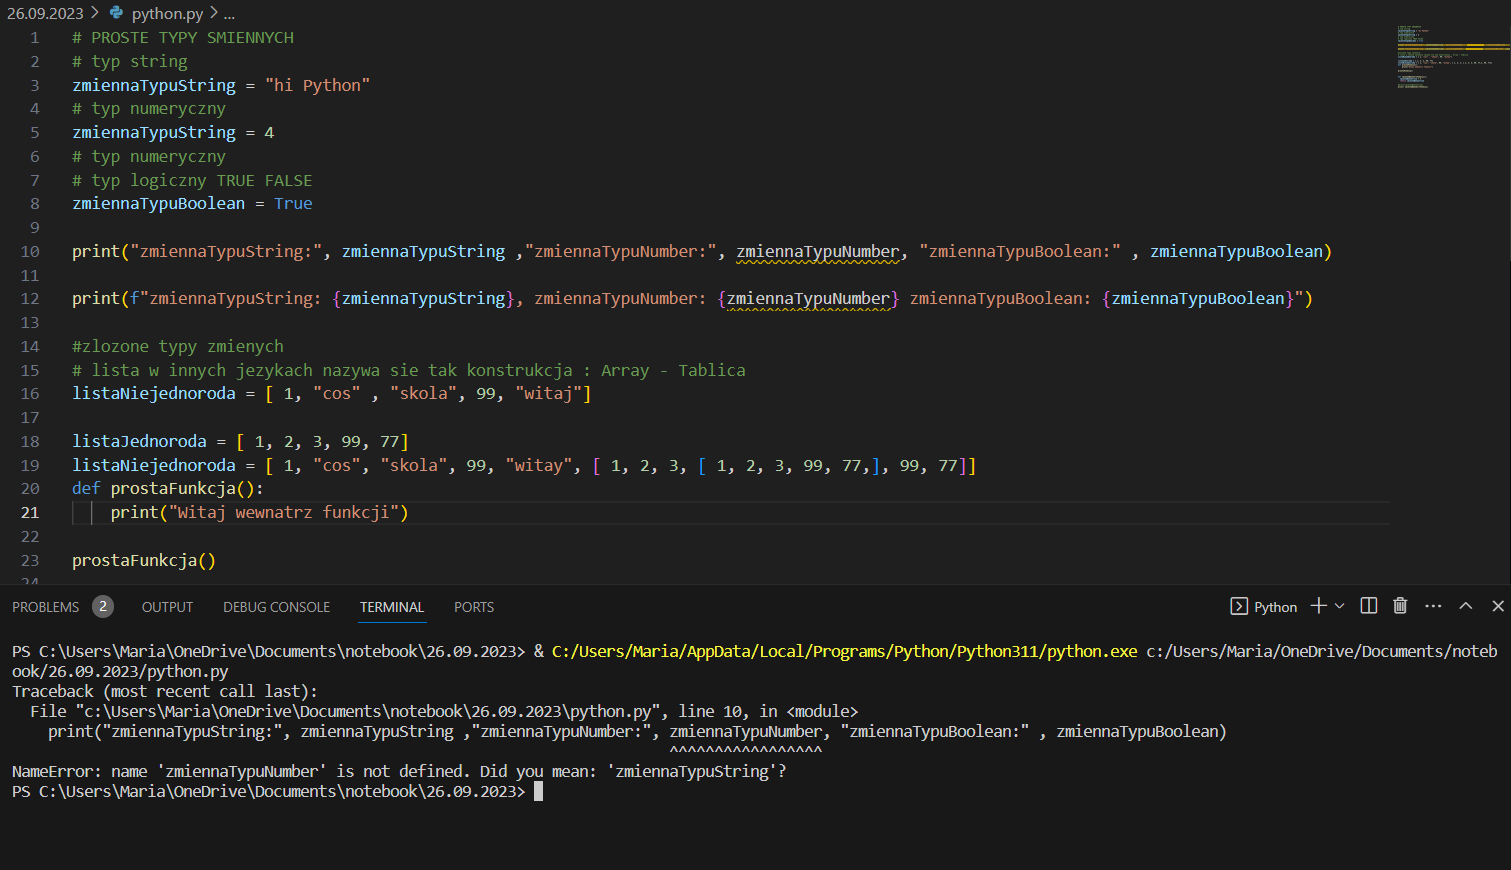 26.09.2023 > python.py > ...
1 # PROSTE TYPY SMIENNYCH
2 # typ string
3 zmiennaTypuString = "hi Python"
4 # typ numeryczny
5 zmiennaTypuString = 4
6 # typ numeryczny
7 # typ logiczny TRUE FALSE
8 zmiennaTypuBoolean = True
9
10 print("zmiennaTypuString:", zmiennaTypuString ,"zmiennaTypuNumber:", zmiennaTypuNumber, "zmiennaTypuBoolean:" , zmiennaTypuBoolean)
11
12 print(f"zmiennaTypuString: {zmiennaTypuString}, zmiennaTypuNumber: {zmiennaTypuNumber} zmiennaTypuBoolean: {zmiennaTypuBoolean}")
13
14 #zlozone typy zmienych
15 # lista w innych jezykach nazywa sie tak konstrukcja : Array - Tablica
16 listaNiejednoroda = [ 1, "cos" , "skola", 99, "witaj"]
17
18 listaJednoroda = [ 1, 2, 3, 99, 77]
19 listaNiejednoroda = [ 1, "cos", "skola", 99, "witay", [ 1, 2, 3, [ 1, 2, 3, 99, 77,], 99, 77]]
20 def prostaFunkcja():
21 print("Witaj wewnatrz funkcji")
22
23 prostaFunkcja()
24
PROBLEMS 2 OUTPUT DEBUG CONSOLE TERMINAL PORTS Python
PS C:\Users\Maria\OneDrive\Documents\notebook\26.09.2023> & C:/Users/Maria/AppData/Local/Programs/Python/Python311/python.exe c:/Users/Maria/OneDrive/Documents/noteb
ook/26.09.2023/python.py
Traceback (most recent call last):
File "c:\Users\Maria\OneDrive\Documents\notebook\26.09.2023\python.py", line 10, in <module>
print("zmiennaTypuString:", zmiennaTypuString ,"zmiennaTypuNumber:", zmiennaTypuNumber, "zmiennaTypuBoolean:" , zmiennaTypuBoolean)
^^^^^^^^^^^^^^^^^
NameError: name 'zmiennaTypuNumber' is not defined. Did you mean: 'zmiennaTypuString'?
PS C:\Users\Maria\OneDrive\Documents\notebook\26.09.2023>